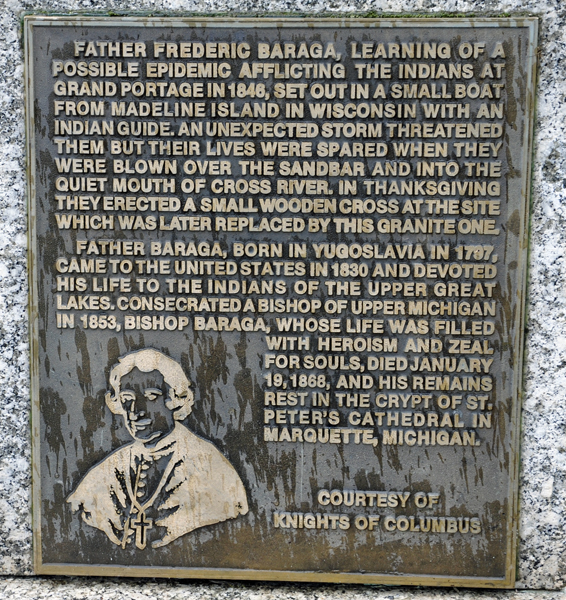 FATHER FREDERIC BARAGA, LEARNING OF A
POSSIBLE EPIDEMIC AFFLICTING THE INDIANS AT
GRAND PORTAGE IN 1846, SET OUT IN A SMALL BOAT
FROM MADELINE ISLAND IN WISCONSIN WITH AN
INDIAN GUIDE. AN UNEXPECTED STORM THREATENED
THEM BUT THEIR LIVES WERE SPARED WHEN THEY
WERE BLOWN OVER THE SANDBAR AND INTO THE
QUIET MOUTH OF CROSS RIVER. IN THANKSGIVING
THEY ERECTED A SMALL WOODEN CROSS AT THE SITE
WHICH WAS LATER REPLACED BY THIS GRANITE ONE.
FATHER BARAGA, BORN IN YUGOSLAVIA IN 1797,
CAME TO THE UNITED STATES IN 1830 AND DEVOTED
HIS LIFE TO THE INDIANS OF THE UPPER GREAT
LAKES. CONSECRATED A BISHOP OF UPPER MICHIGAN
IN 1853, BISHOP BARAGA, WHOSE LIFE WAS FILLED
WITH HEROISM AND ZEAL
FOR SOULS, DIED JANUARY
19, 1868, AND HIS REMAINS
REST IN THE CRYPT OF ST.
PETER'S CATHEDRAL IN
MARQUETTE, MICHIGAN.
COURTESY OF
KNIGHTS OF COLUMBUS